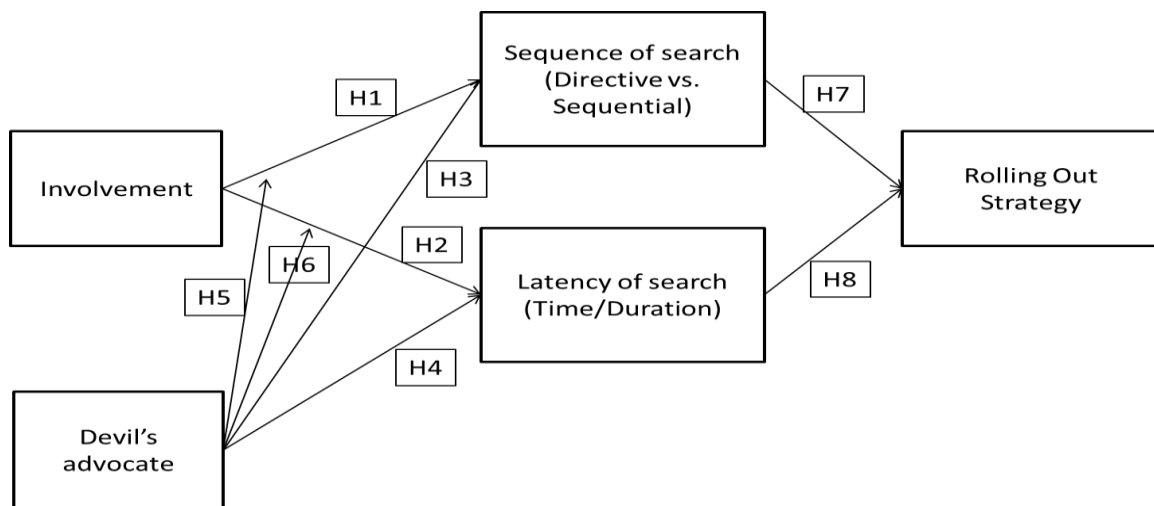 Sequence of search
(Directive vs.
Sequential)
H1
H7
Involvement
H3
Rolling Out
Strategy
H2
H6
H5
Latency of search
(Time/Duration)
H8
H4
Devil’s
advocate